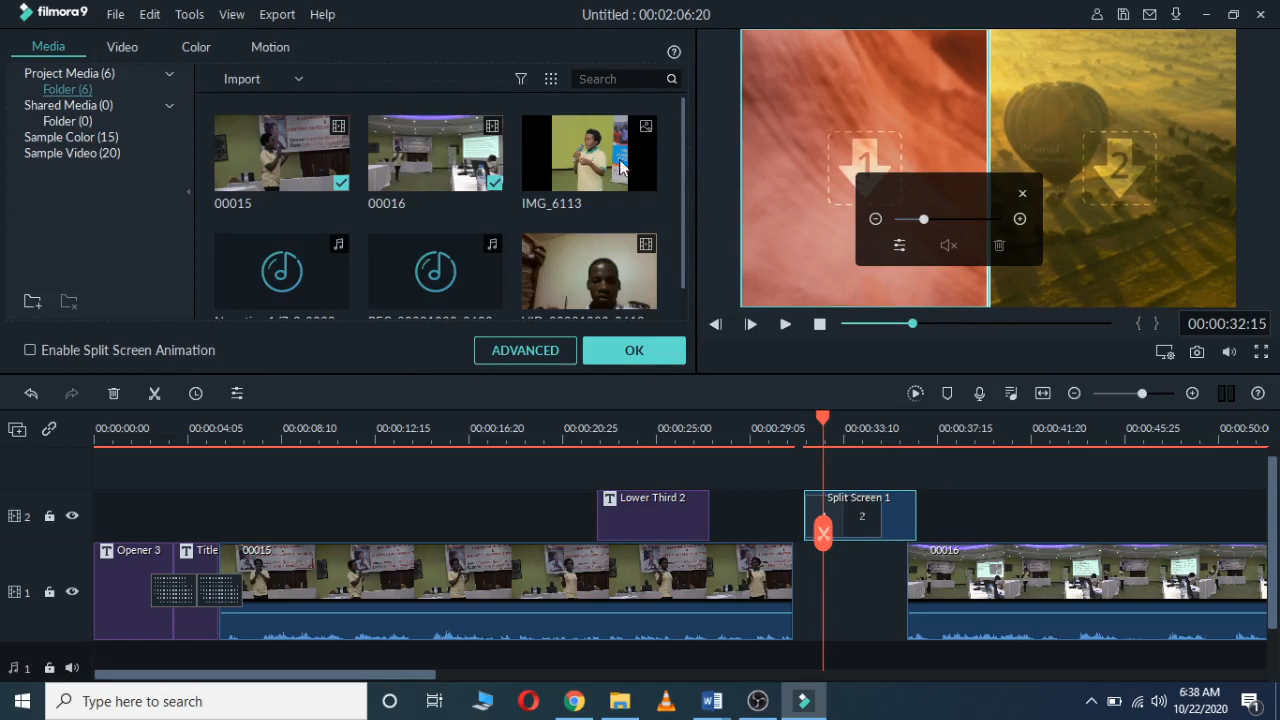 filmora9 File Edit Tools View Export Help Untitled : 00:02:06:20
Media Video Color Motion
Project Media (6)
Folder (6)
Shared Media (0)
Folder (0)
Sample Color (15)
Sample Video (20)
Import Search
00015 00016 IMG_6113
Enable Split Screen Animation ADVANCED OK
1 2
00:00:32:15
00:00:00:00 00:00:04:05 00:00:08:10 00:00:12:15 00:00:16:20 00:00:20:25 00:00:25:00 00:00:29:05 00:00:33:10 00:00:37:15 00:00:41:20 00:00:45:25 00:00:50:0
2 T Lower Third 2 Split Screen 1
2
T Opener 3 T Title 00015 00016
1
1
Type here to search
6:38 AM
10/22/2020